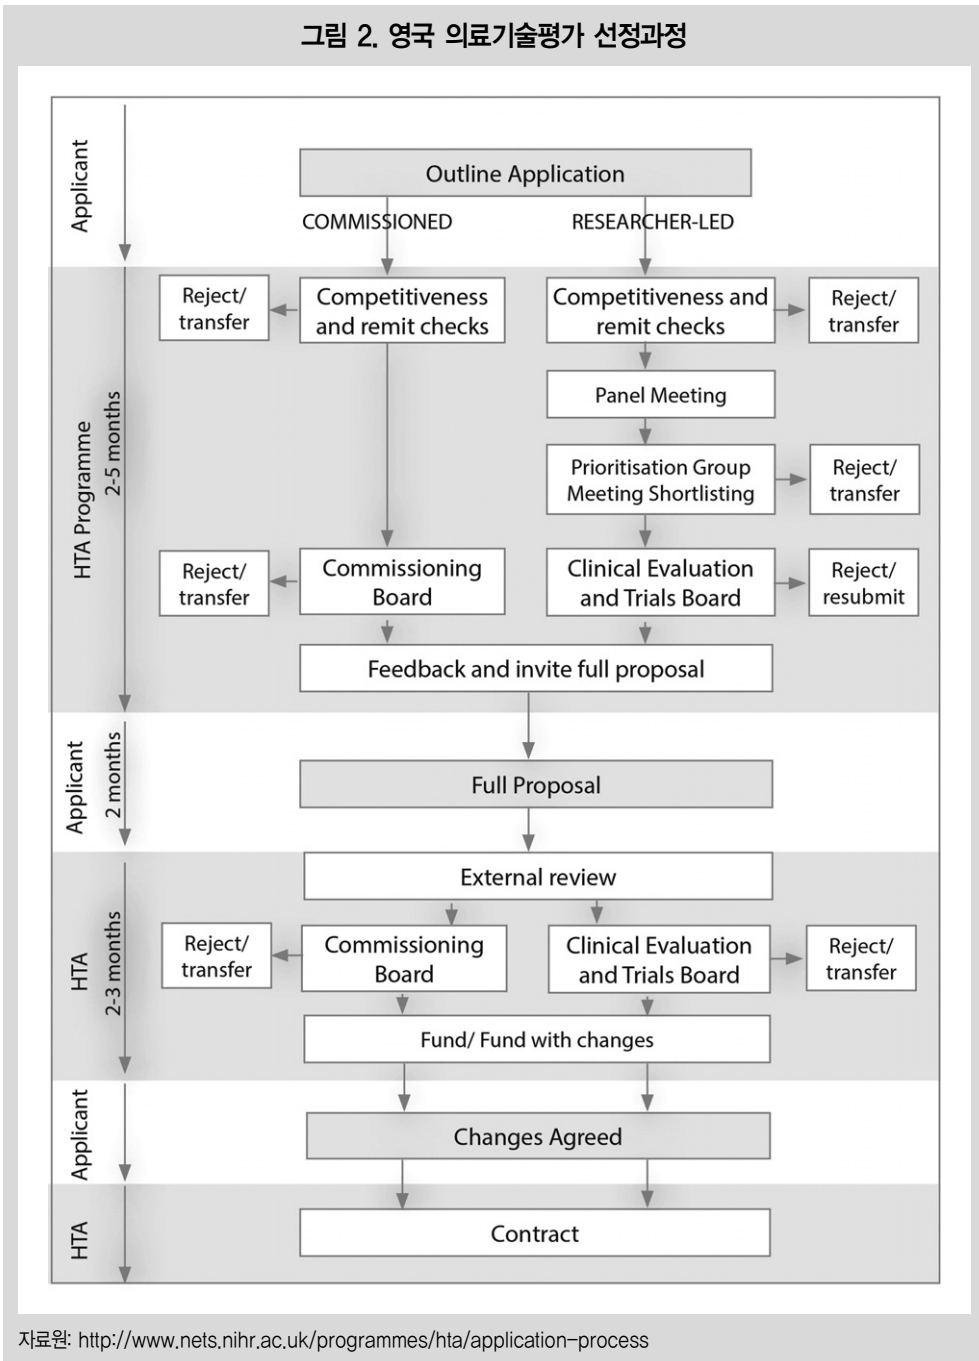 그림 2. 영국 의료기술평가 선정과정
Applicant
Outline Application
COMMISSIONED
RESEARCHER-LED
HTA Programme
2-5 months
Reject/
transfer
Competitiveness
and remit checks
Competitiveness and
remit checks
Reject/
transfer
Panel Meeting
Prioritisation Group
Meeting Shortlisting
Reject/
transfer
Reject/
transfer
Commissioning
Board
Clinical Evaluation
and Trials Board
Reject/
resubmit
Feedback and invite full proposal
Applicant
2 months
Full Proposal
HTA
2-3 months
External review
Reject/
transfer
Commissioning
Board
Clinical Evaluation
and Trials Board
Reject/
transfer
Fund/ Fund with changes
Applicant
Changes Agreed
HTA
Contract
자료원: http://www.nets.nihr.ac.uk/programmes/hta/application-process